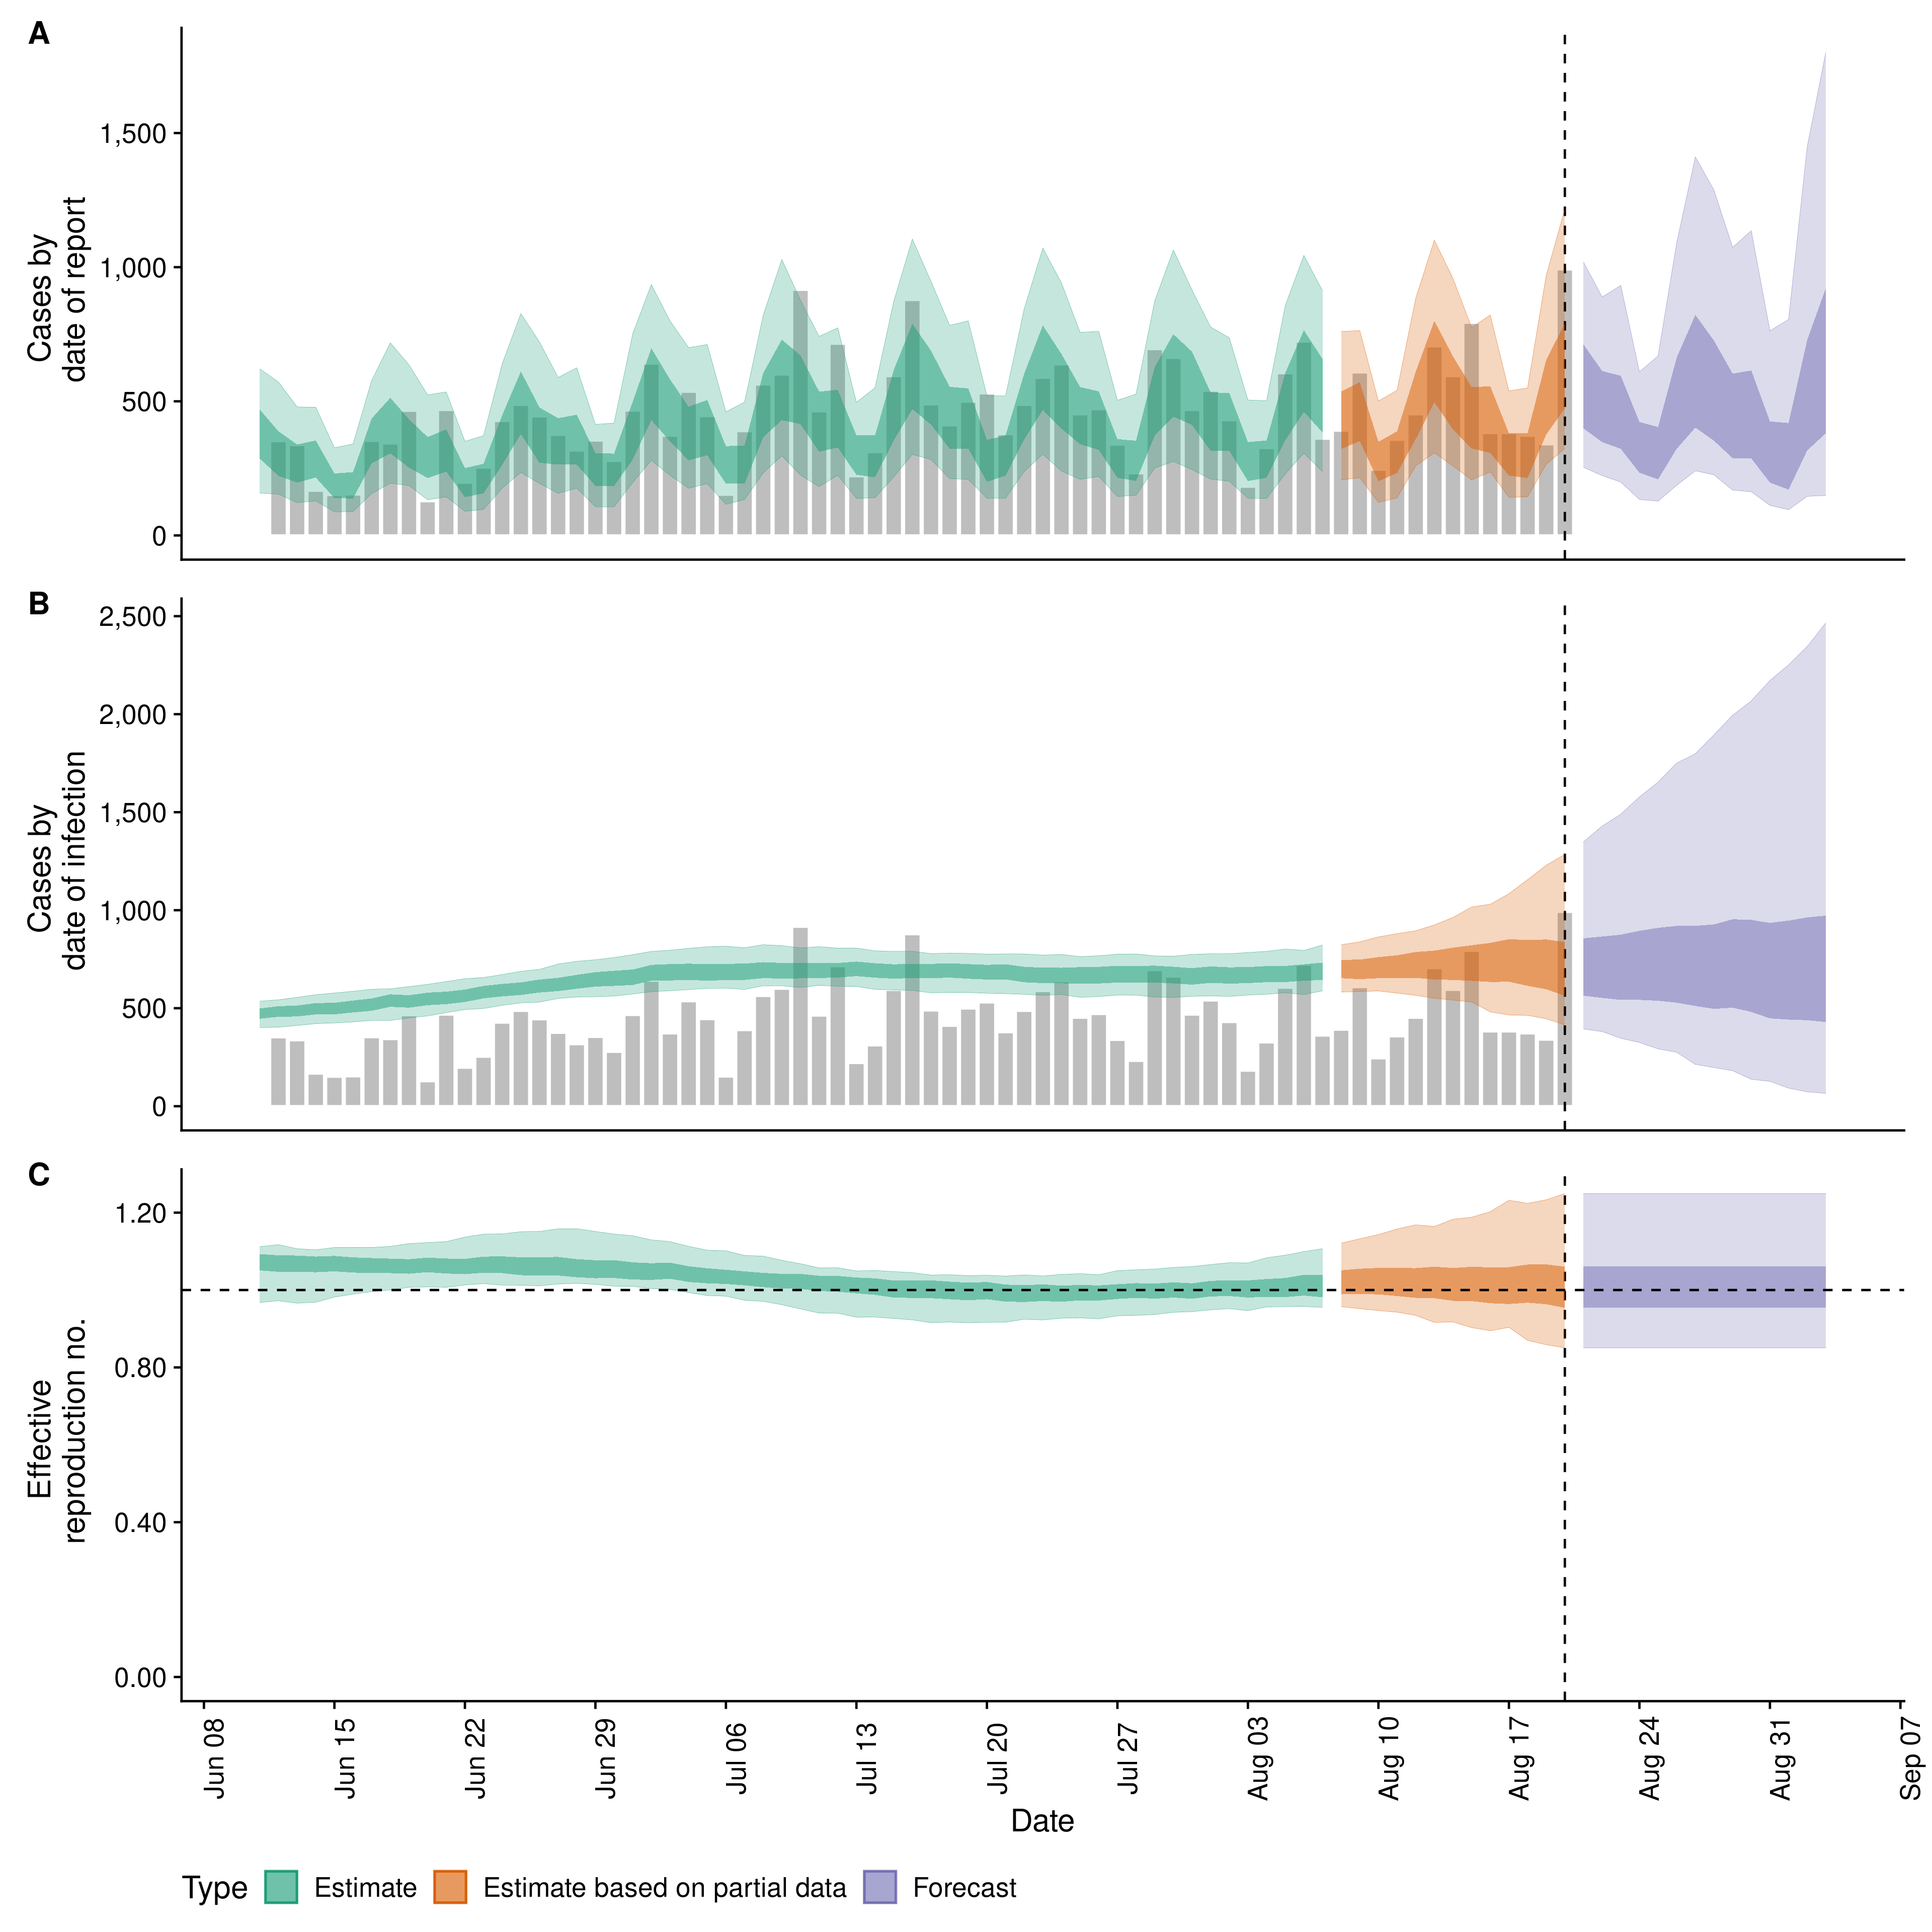 A
Cases by
date of report
1,500
1,000
500
0
B
Cases by
date of infection
2,500
2,000
1,500
1,000
500
0
C
Effective
reproduction no.
1.20
0.80
0.40
0.00
Jun 08
Jun 15
Jun 22
Jun 29
Jul 06
Jul 13
Jul 20
Jul 27
Aug 03
Aug 10
Aug 17
Aug 24
Aug 31
Sep 07
Date
Type Estimate Estimate based on partial data Forecast